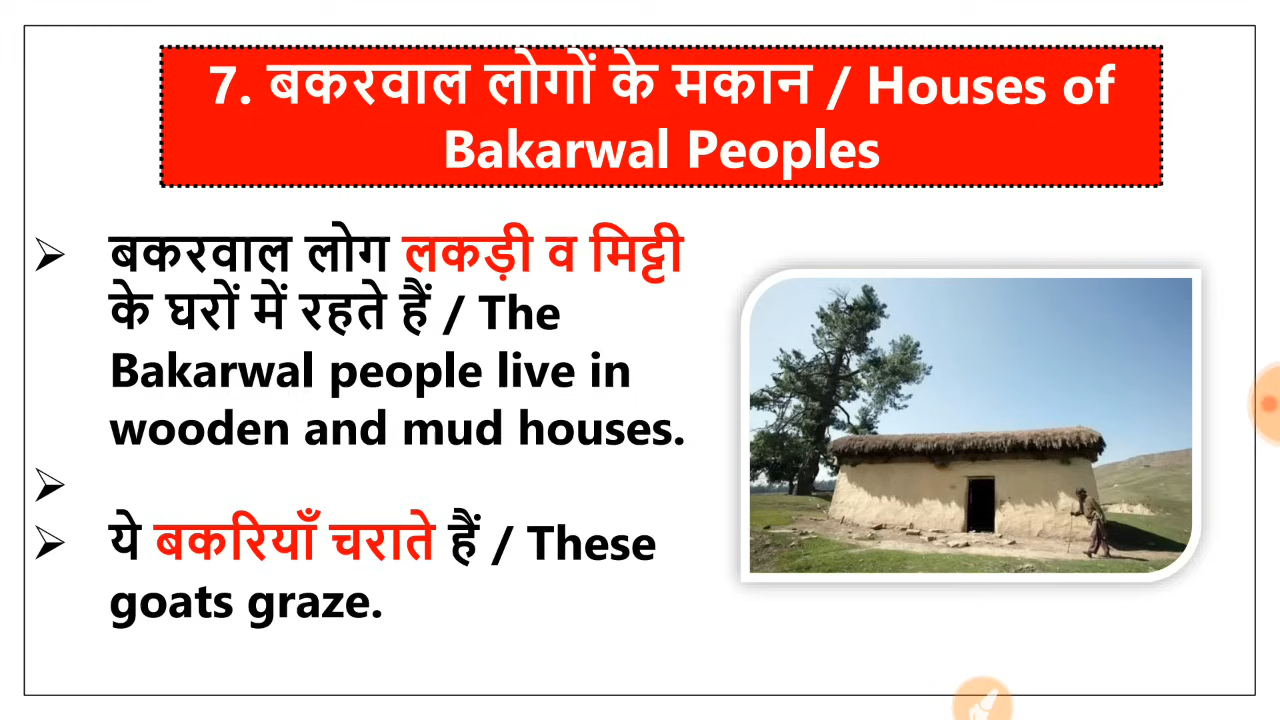 7. बकरवाल लोगों के मकान / Houses of
Bakarwal Peoples
➢ बकरवाल लोग लकड़ी व मिट्टी
के घरों में रहते हैं / The
Bakarwal people live in
wooden and mud houses.
➢
➢ ये बकरियाँ चराते हैं / These
goats graze.